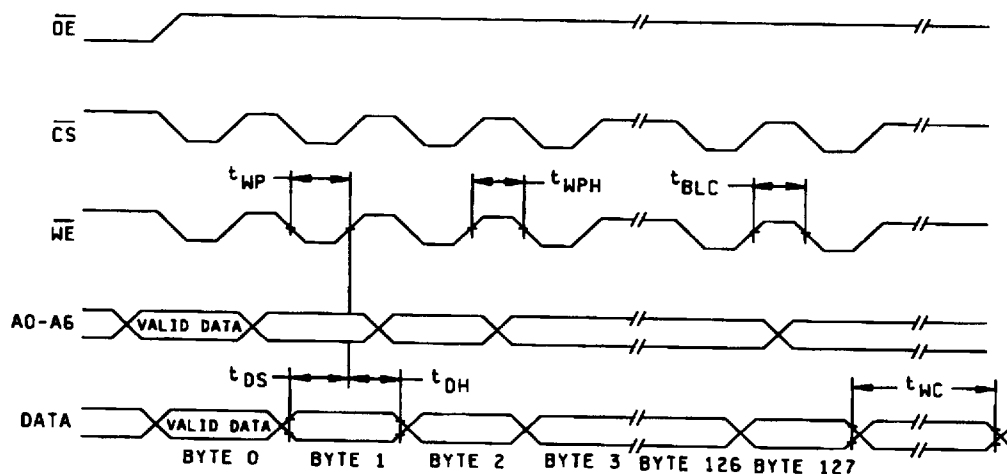 OE
CS
tWP
tWPH
tBLC
WE
A0-A6
VALID DATA
tDS
tDH
tWC
DATA
VALID DATA
BYTE 0 BYTE 1 BYTE 2 BYTE 3 BYTE 126 BYTE 127